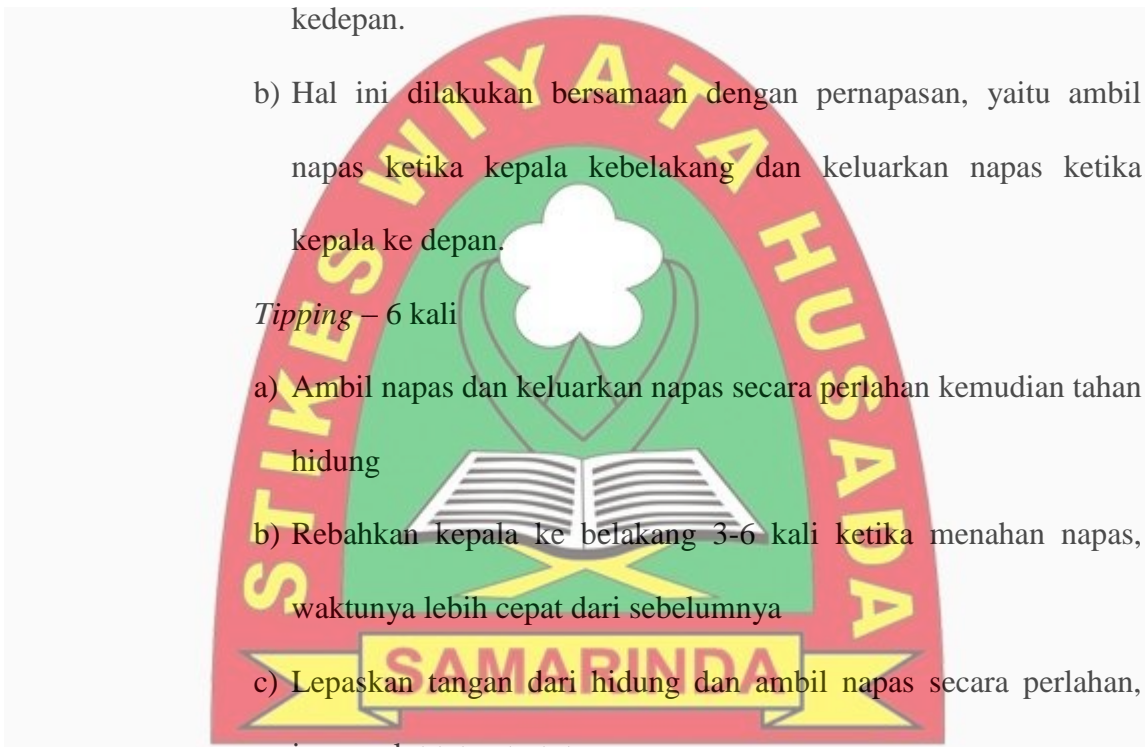 kedepan.
b) Hal ini dilakukan bersamaan dengan pernapasan, yaitu ambil
napas ketika kepala kebelakang dan keluarkan napas ketika
kepala ke depan.
Tipping – 6 kali
a) Ambil napas dan keluarkan napas secara perlahan kemudian tahan
hidung
b) Rebahkan kepala ke belakang 3-6 kali ketika menahan napas,
waktunya lebih cepat dari sebelumnya
c) Lepaskan tangan dari hidung dan ambil napas secara perlahan,
STIKES WIYATA HUSADA
SAMARINDA